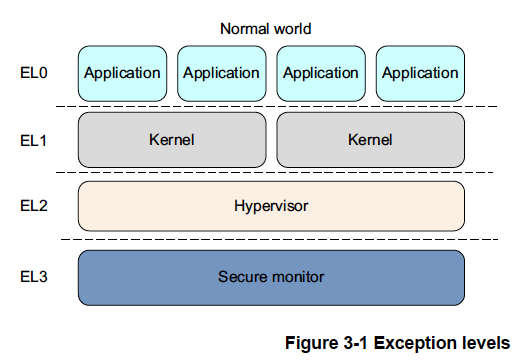 Normal world
EL0 Application Application Application Application
EL1 Kernel Kernel
EL2 Hypervisor
EL3 Secure monitor
Figure 3-1 Exception levels